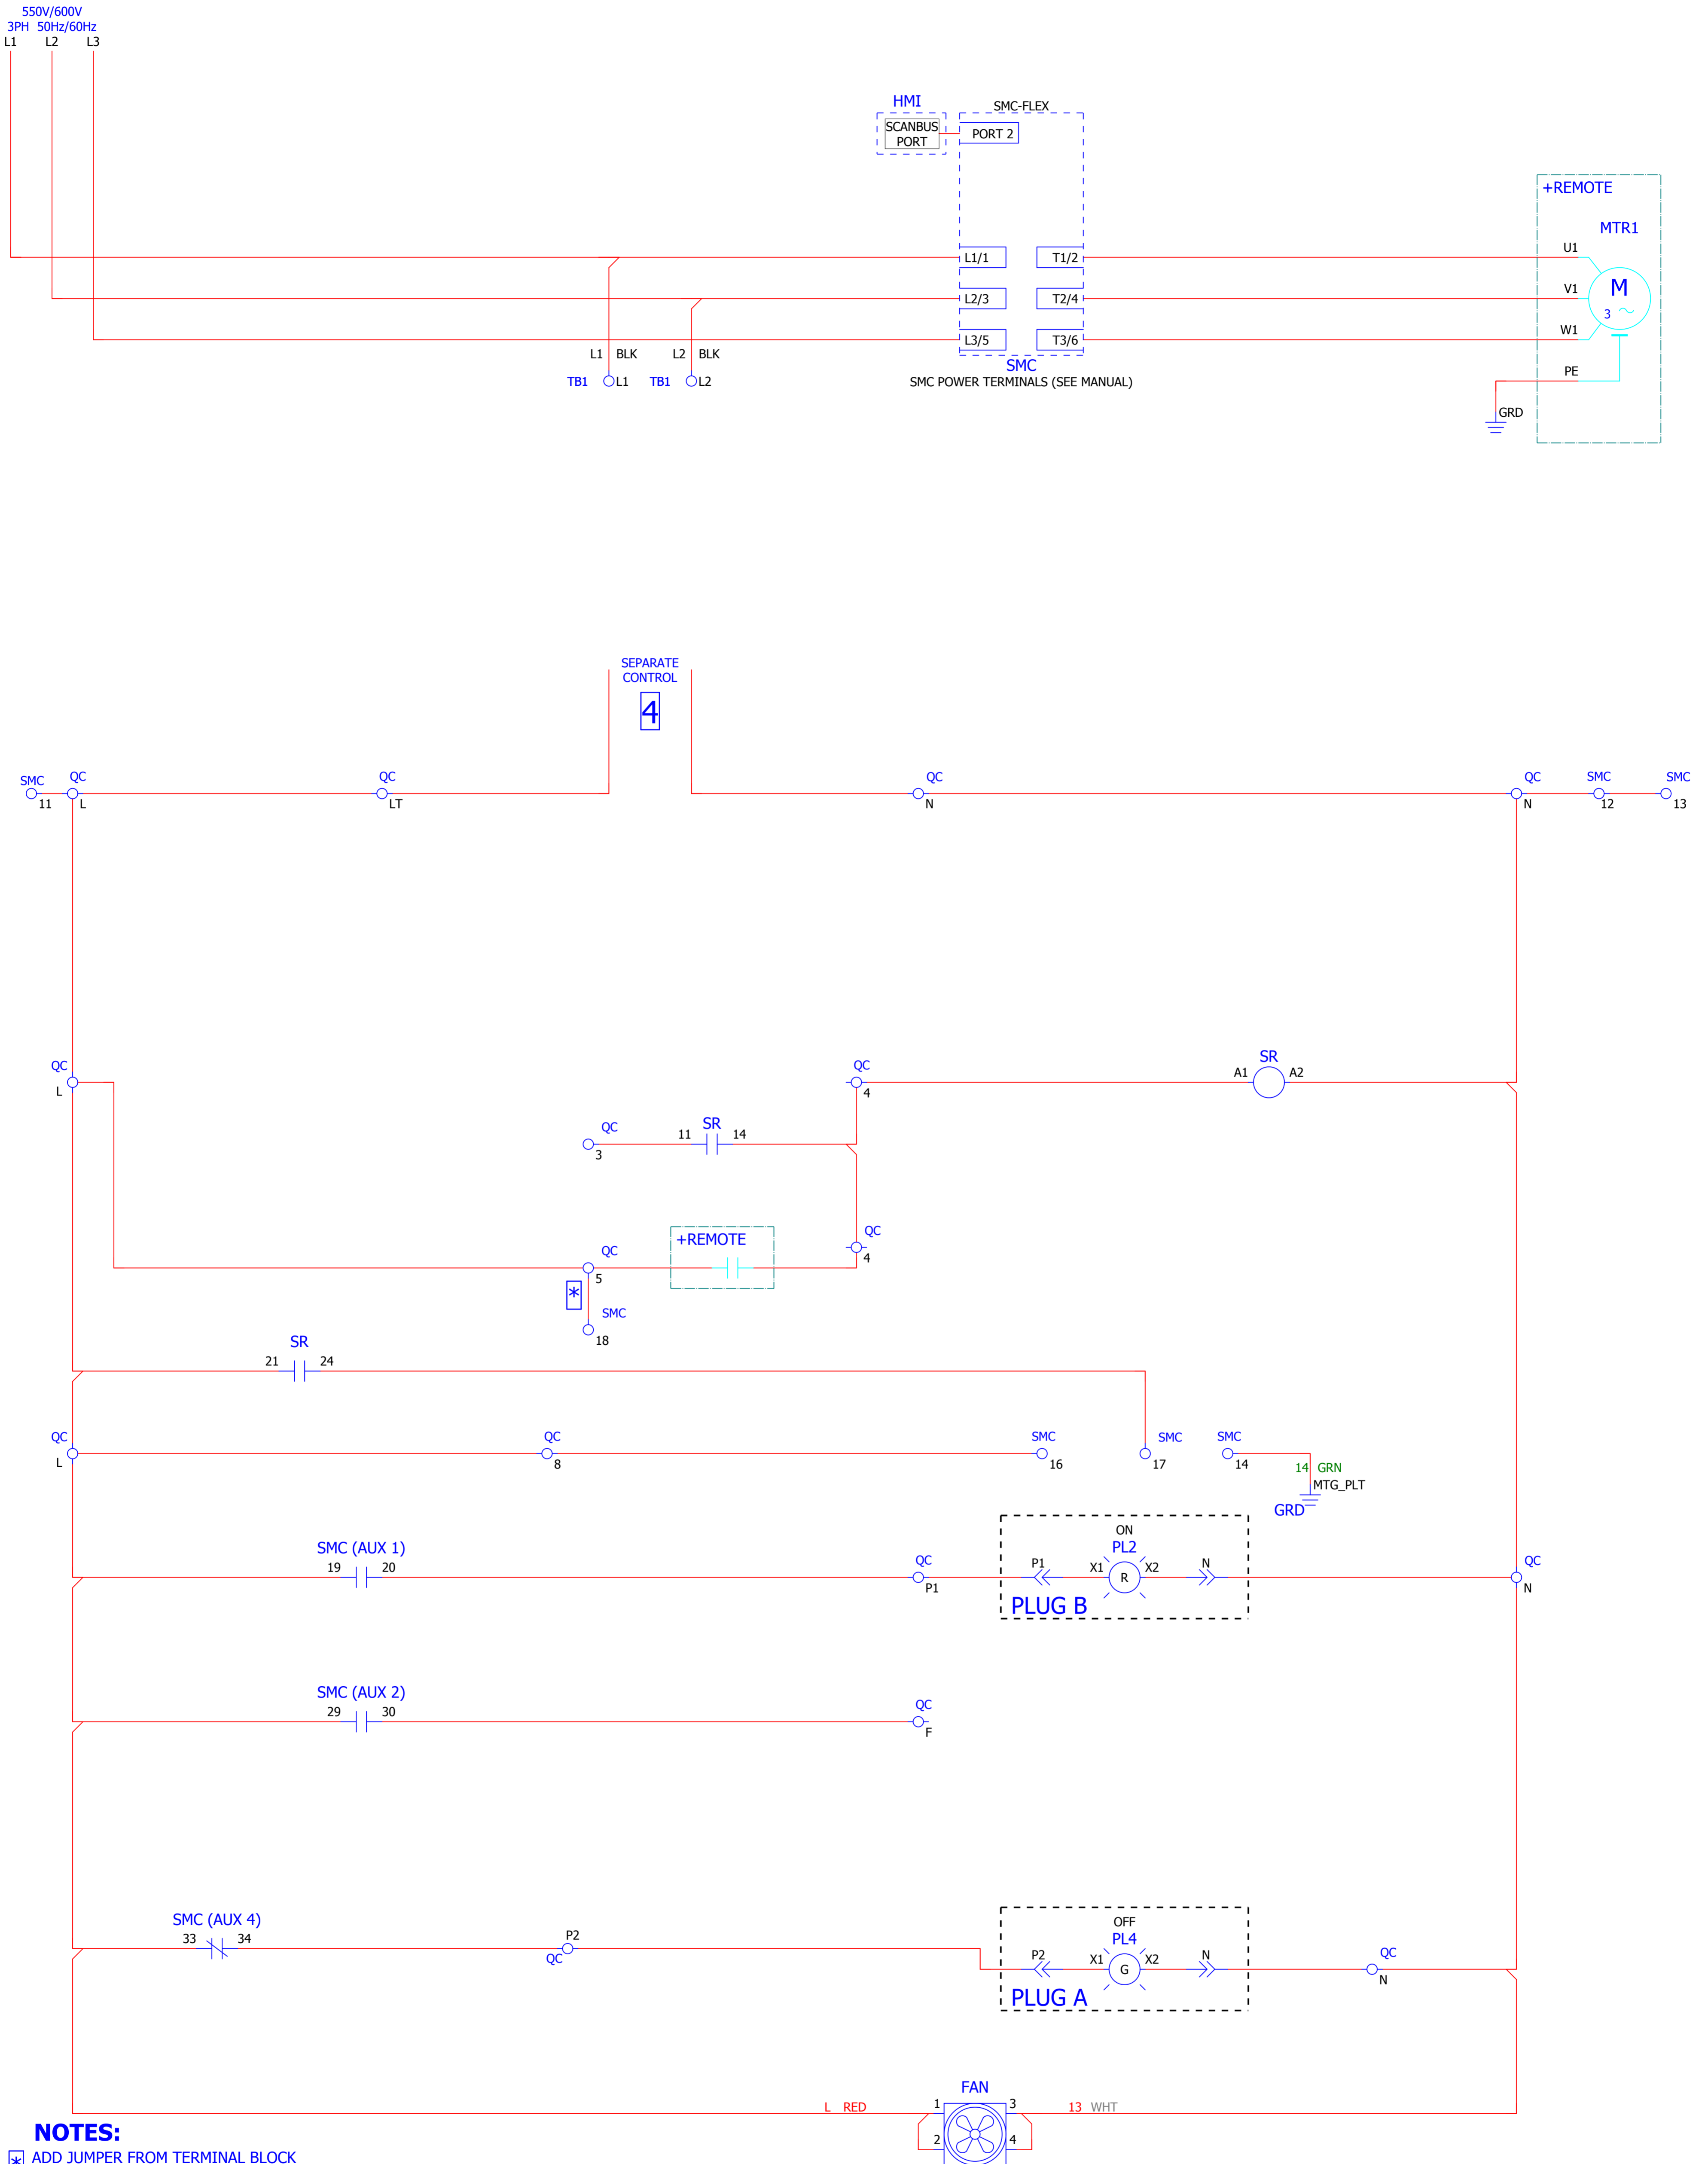 550V/600V
3PH 50Hz/60Hz
L1 L2 L3
HMI
SMC-FLEX
SCANBUS
PORT
PORT 2
+REMOTE
MTR1
U1
L1/1 T1/2
V1
M
3
L2/3 T2/4
W1
L3/5 T3/6
L1 BLK L2 BLK
SMC
PE
TB1 L1 TB1 L2
SMC POWER TERMINALS (SEE MANUAL)
GRD
SEPARATE
CONTROL
4
SMC QC QC QC QC SMC SMC
11 L LT N N 12 13
QC QC SR
L 4 A1 A2
QC SR
3 11 14
+REMOTE QC
4
QC
5
*
SMC
18
SR
21 24
QC QC SMC SMC SMC
L 8 16 17 14
14 GRN
MTG_PLT
GRD
ON
SMC (AUX 1) PL2
19 20 QC P1 X1 R X2 N QC
P1 N
PLUG B
SMC (AUX 2)
29 30 QC
F
OFF
SMC (AUX 4) PL4
33 34 P2 P2 X1 G X2 N QC
QC N
PLUG A
FAN
L RED 1 3 13 WHT
2 4
NOTES:
* ADD JUMPER FROM TERMINAL BLOCK